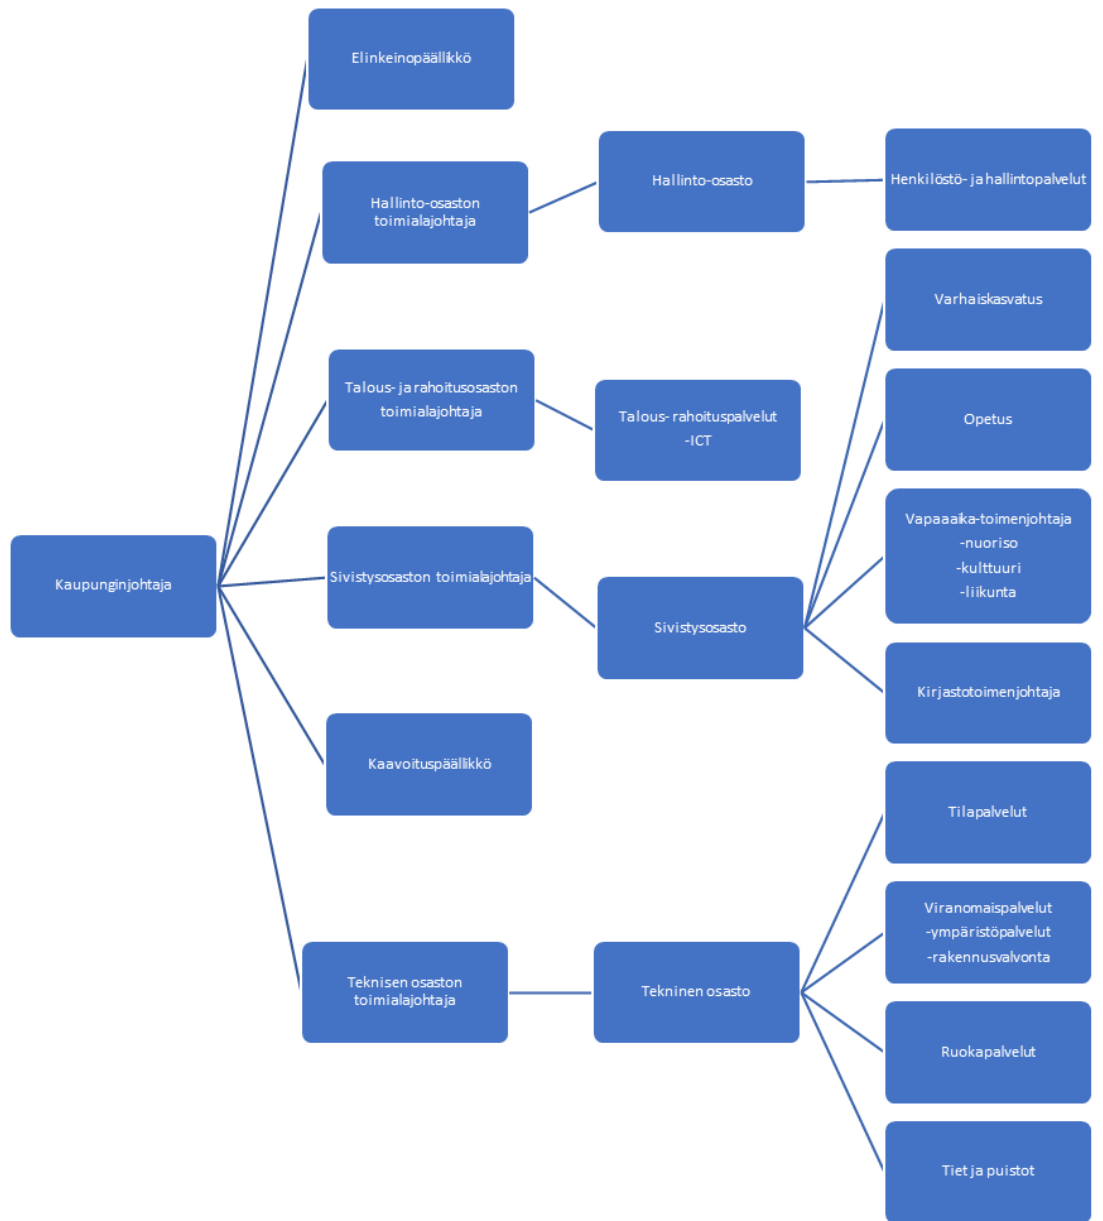 Elinkeinopäällikkö
Hallinto-osaston
toimialajohtaja
Hallinto-osasto
Henkilöstö- ja hallintopalvelut
Varhaiskasvatus
Talous- ja rahoitusosaston
toimialajohtaja
Talous- rahoituspalvelut
-ICT
Opetus
Vapaaaika-toimenjohtaja
-nuoriso
-kulttuuri
-liikunta
Kaupunginjohtaja
Sivistysosaston toimialajohtaja
Sivistysosasto
Kirjastotoimenjohtaja
Kaavoituspäällikkö
Tilapalvelut
Viranomaispalvelut
-ympäristöpalvelut
-rakennusvalvonta
Teknisen osaston
toimialajohtaja
Tekninen osasto
Ruokapalvelut
Tiet ja puistot